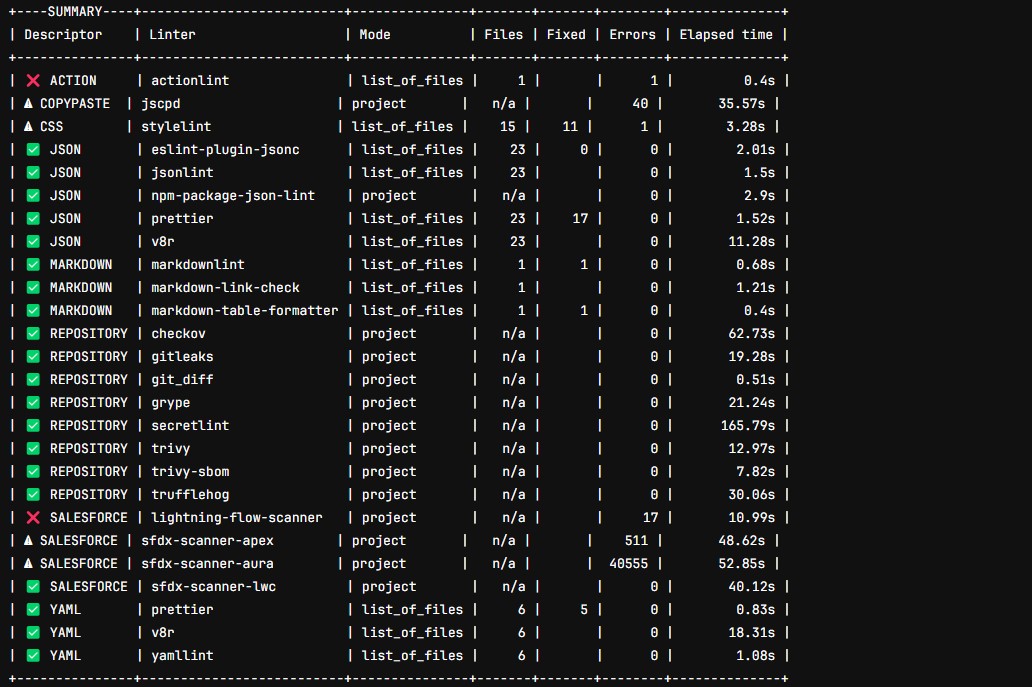 +----SUMMARY----+--------------------------+---------------+-------+-------+--------+--------------+
| Descriptor    | Linter                   | Mode          | Files | Fixed | Errors | Elapsed time |
+---------------+--------------------------+---------------+-------+-------+--------+--------------+
| ❌ ACTION     | actionlint               | list_of_files |     1 |       |      1 |         0.4s |
| ⚠ COPYPASTE  | jscpd                    | project       |   n/a |       |     40 |       35.57s |
| ⚠ CSS        | stylelint                | list_of_files |    15 |    11 |      1 |        3.28s |
| ✅ JSON       | eslint-plugin-jsonc      | list_of_files |    23 |     0 |      0 |        2.01s |
| ✅ JSON       | jsonlint                 | list_of_files |    23 |       |      0 |         1.5s |
| ✅ JSON       | npm-package-json-lint    | project       |   n/a |       |      0 |         2.9s |
| ✅ JSON       | prettier                 | list_of_files |    23 |    17 |      0 |        1.52s |
| ✅ JSON       | v8r                      | list_of_files |    23 |       |      0 |       11.28s |
| ✅ MARKDOWN   | markdownlint             | list_of_files |     1 |     1 |      0 |        0.68s |
| ✅ MARKDOWN   | markdown-link-check      | list_of_files |     1 |       |      0 |        1.21s |
| ✅ MARKDOWN   | markdown-table-formatter | list_of_files |     1 |     1 |      0 |         0.4s |
| ✅ REPOSITORY | checkov                  | project       |   n/a |       |      0 |       62.73s |
| ✅ REPOSITORY | gitleaks                 | project       |   n/a |       |      0 |       19.28s |
| ✅ REPOSITORY | git_diff                 | project       |   n/a |       |      0 |        0.51s |
| ✅ REPOSITORY | grype                    | project       |   n/a |       |      0 |       21.24s |
| ✅ REPOSITORY | secretlint               | project       |   n/a |       |      0 |      165.79s |
| ✅ REPOSITORY | trivy                    | project       |   n/a |       |      0 |       12.97s |
| ✅ REPOSITORY | trivy-sbom               | project       |   n/a |       |      0 |        7.82s |
| ✅ REPOSITORY | trufflehog               | project       |   n/a |       |      0 |       30.06s |
| ❌ SALESFORCE | lightning-flow-scanner   | project       |   n/a |       |     17 |       10.99s |
| ⚠ SALESFORCE | sfdx-scanner-apex        | project       |   n/a |       |    511 |       48.62s |
| ⚠ SALESFORCE | sfdx-scanner-aura        | project       |   n/a |       |  40555 |       52.85s |
| ✅ SALESFORCE | sfdx-scanner-lwc         | project       |   n/a |       |      0 |       40.12s |
| ✅ YAML       | prettier                 | list_of_files |     6 |     5 |      0 |        0.83s |
| ✅ YAML       | v8r                      | list_of_files |     6 |       |      0 |       18.31s |
| ✅ YAML       | yamllint                 | list_of_files |     6 |       |      0 |        1.08s |
+---------------+--------------------------+---------------+-------+-------+--------+--------------+